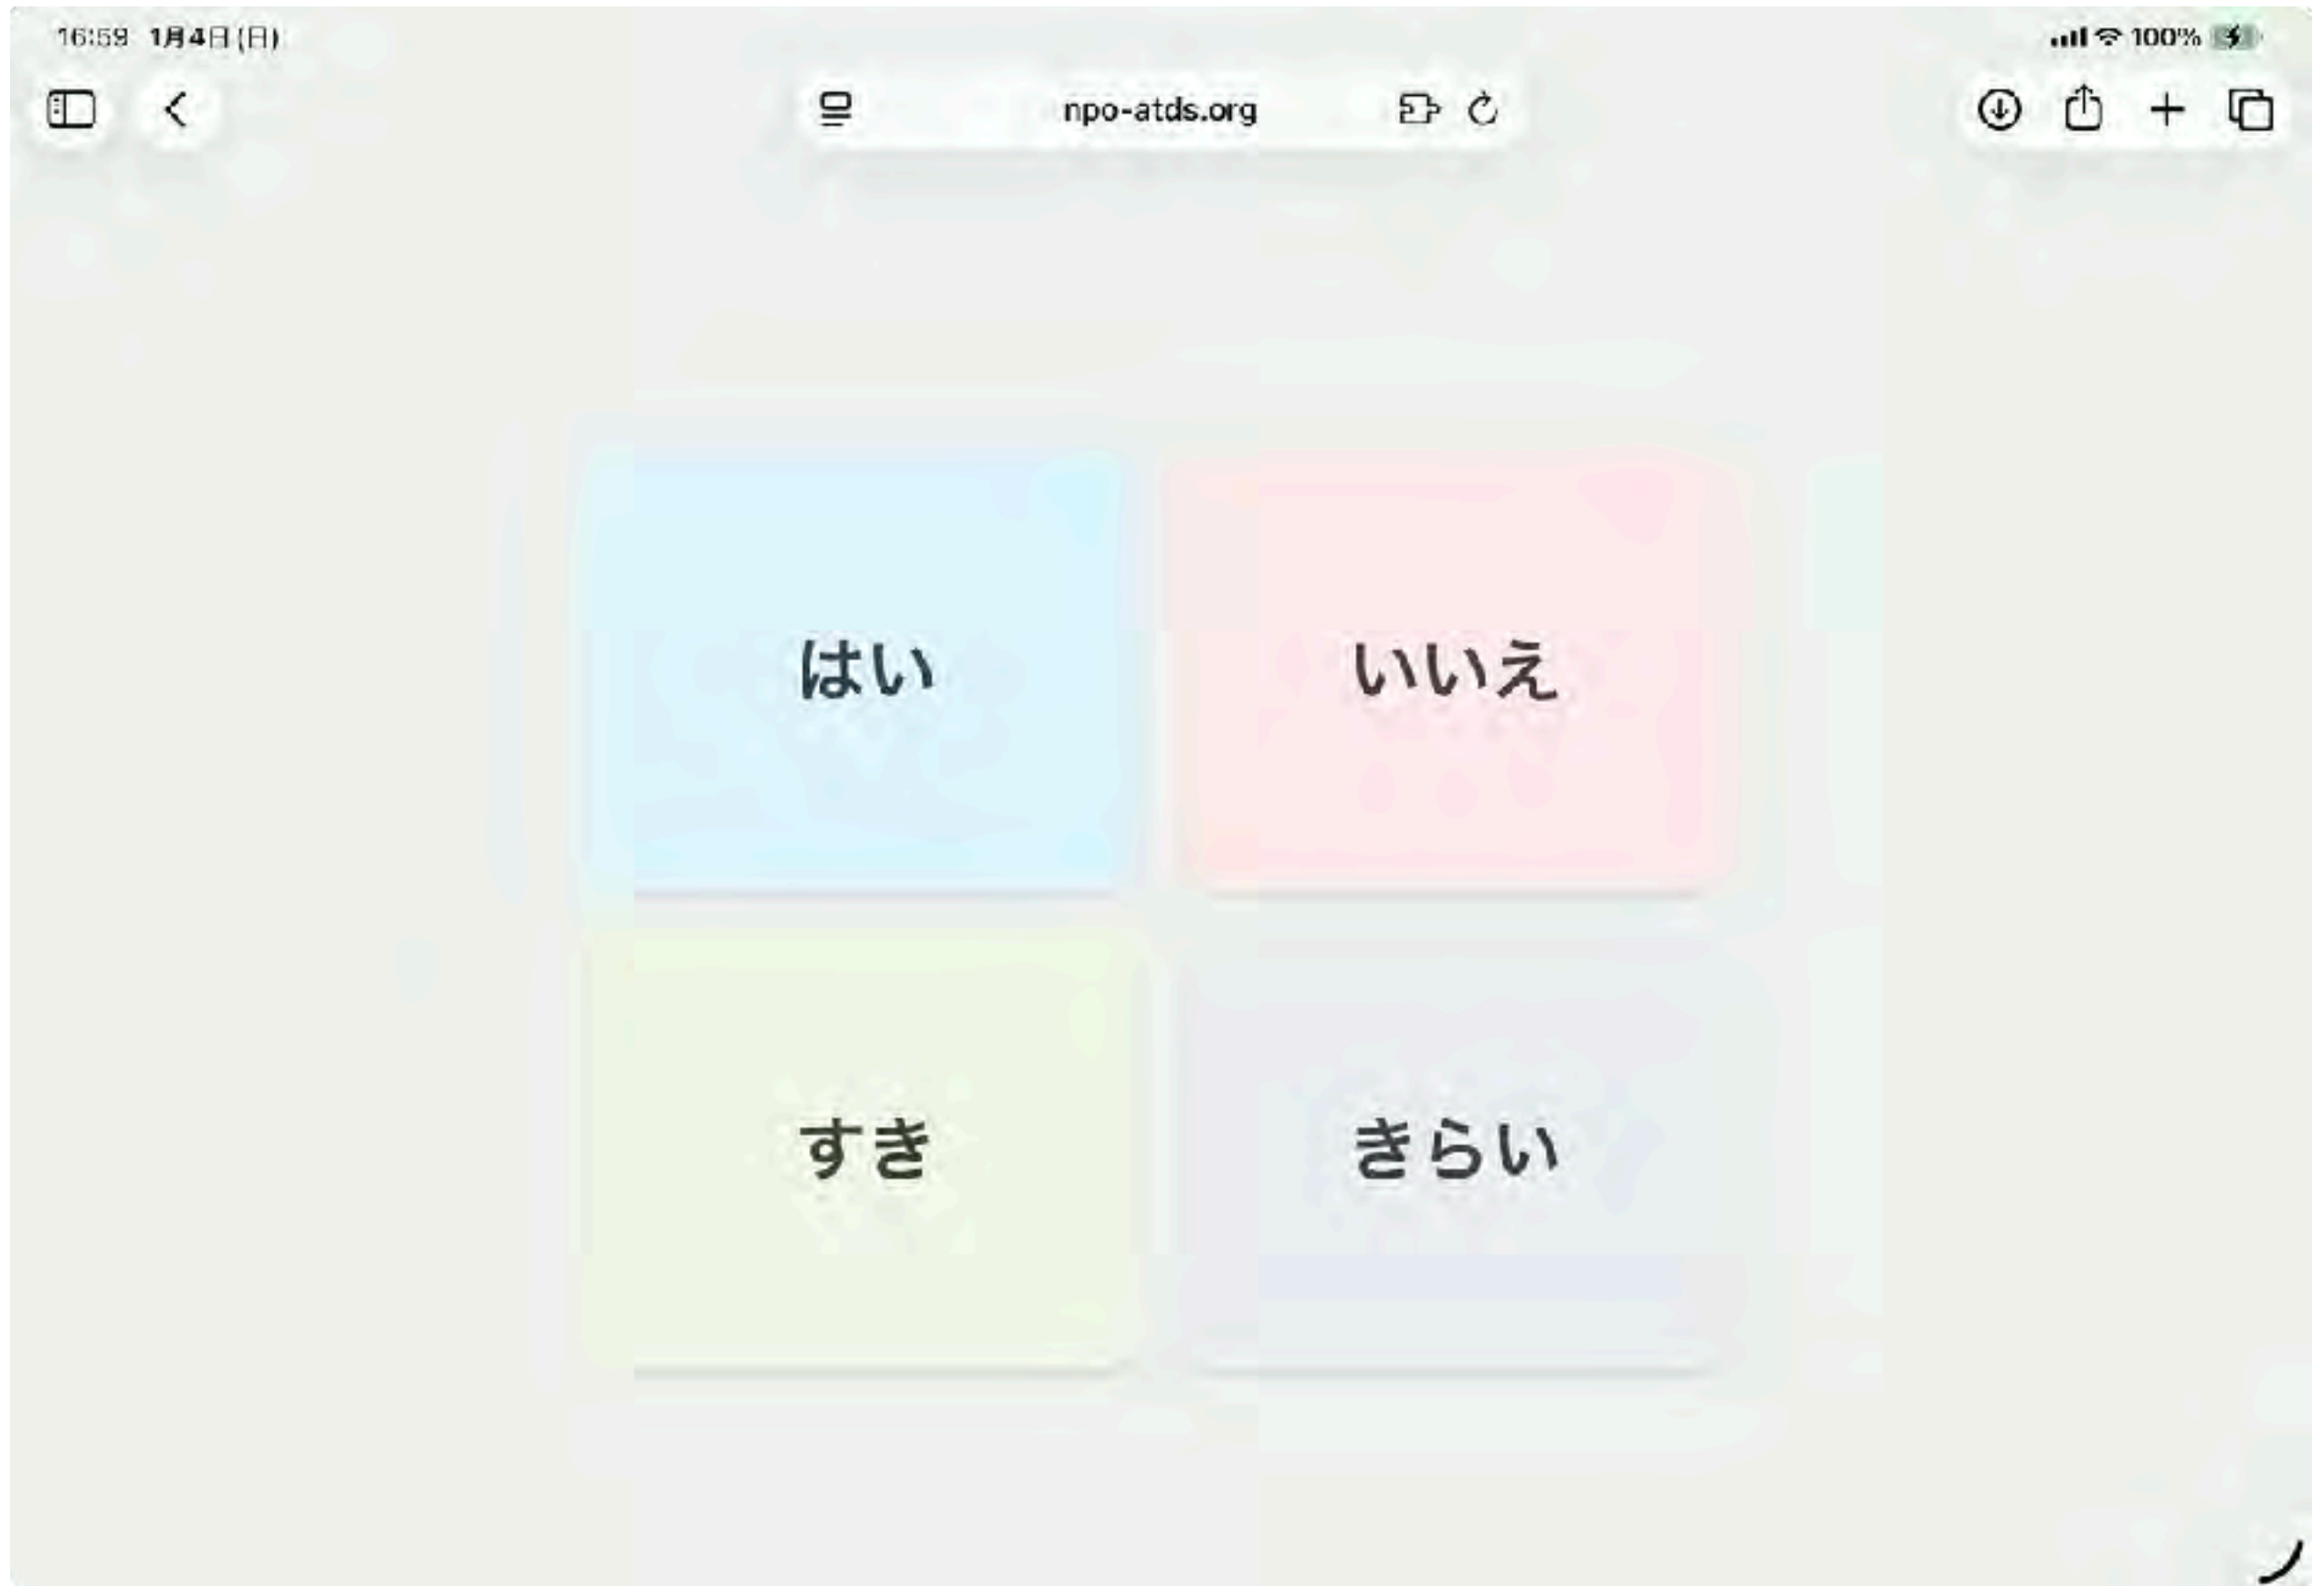 16:59 1月4日(日)
100%
npo-atds.org
はい
いいえ
すき
きらい